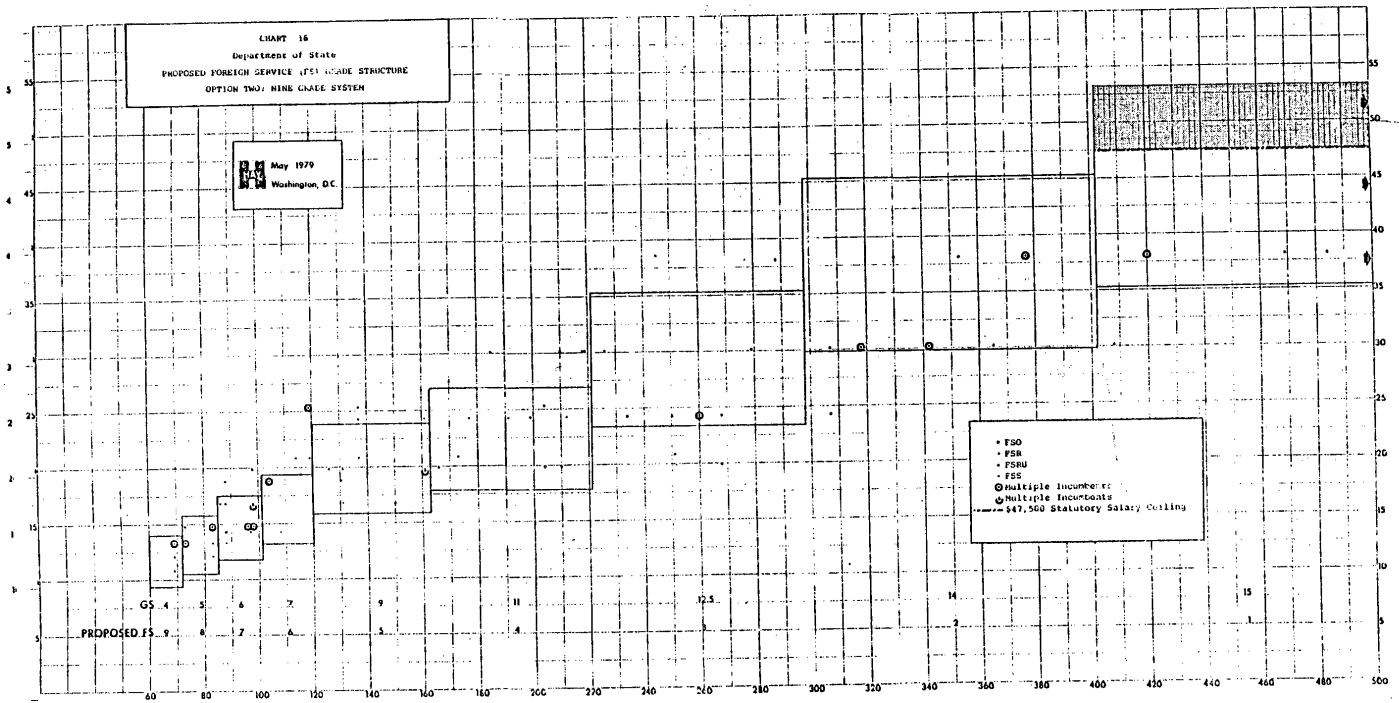 CHART 16
Department of State
PROPOSED FOREIGN SERVICE (FS) GRADE STRUCTURE
OPTION TWO: NINE GRADE SYSTEM
HAY May 1979
Washington, D.C.
55 55
50
45 45
40
35 35
30
25 25
20
15 15
10
5 5
• FSO
• FSR
• FSRU
• FSS
Multiple Incumbents
Multiple Incumbents
$47,500 Statutory Salary Ceiling
GS 4 5 6 7 9 11 12.5 14 15
PROPOSED FS 9 8 7 6 5 4 3 2 1
60 80 100 120 140 160 180 200 220 240 260 280 300 320 340 360 380 400 420 440 460 480 500